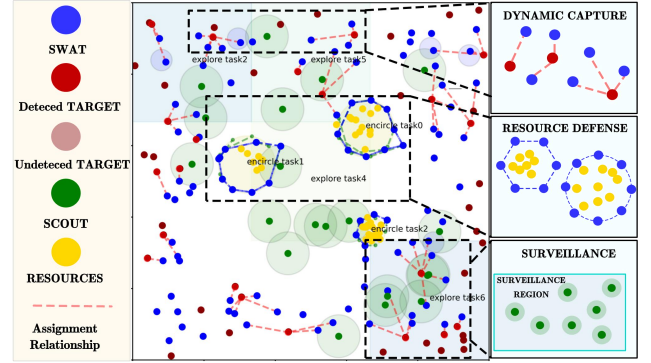 SWAT
Deteced TARGET
Undeteced TARGET
SCOUT
RESOURCES
Assignment
Relationship
explore task2
explore task5
encircle task0
encircle task1
explore task4
encircle task2
explore task6
DYNAMIC CAPTURE
RESOURCE DEFENSE
SURVEILLANCE
SURVEILLANCE
REGION